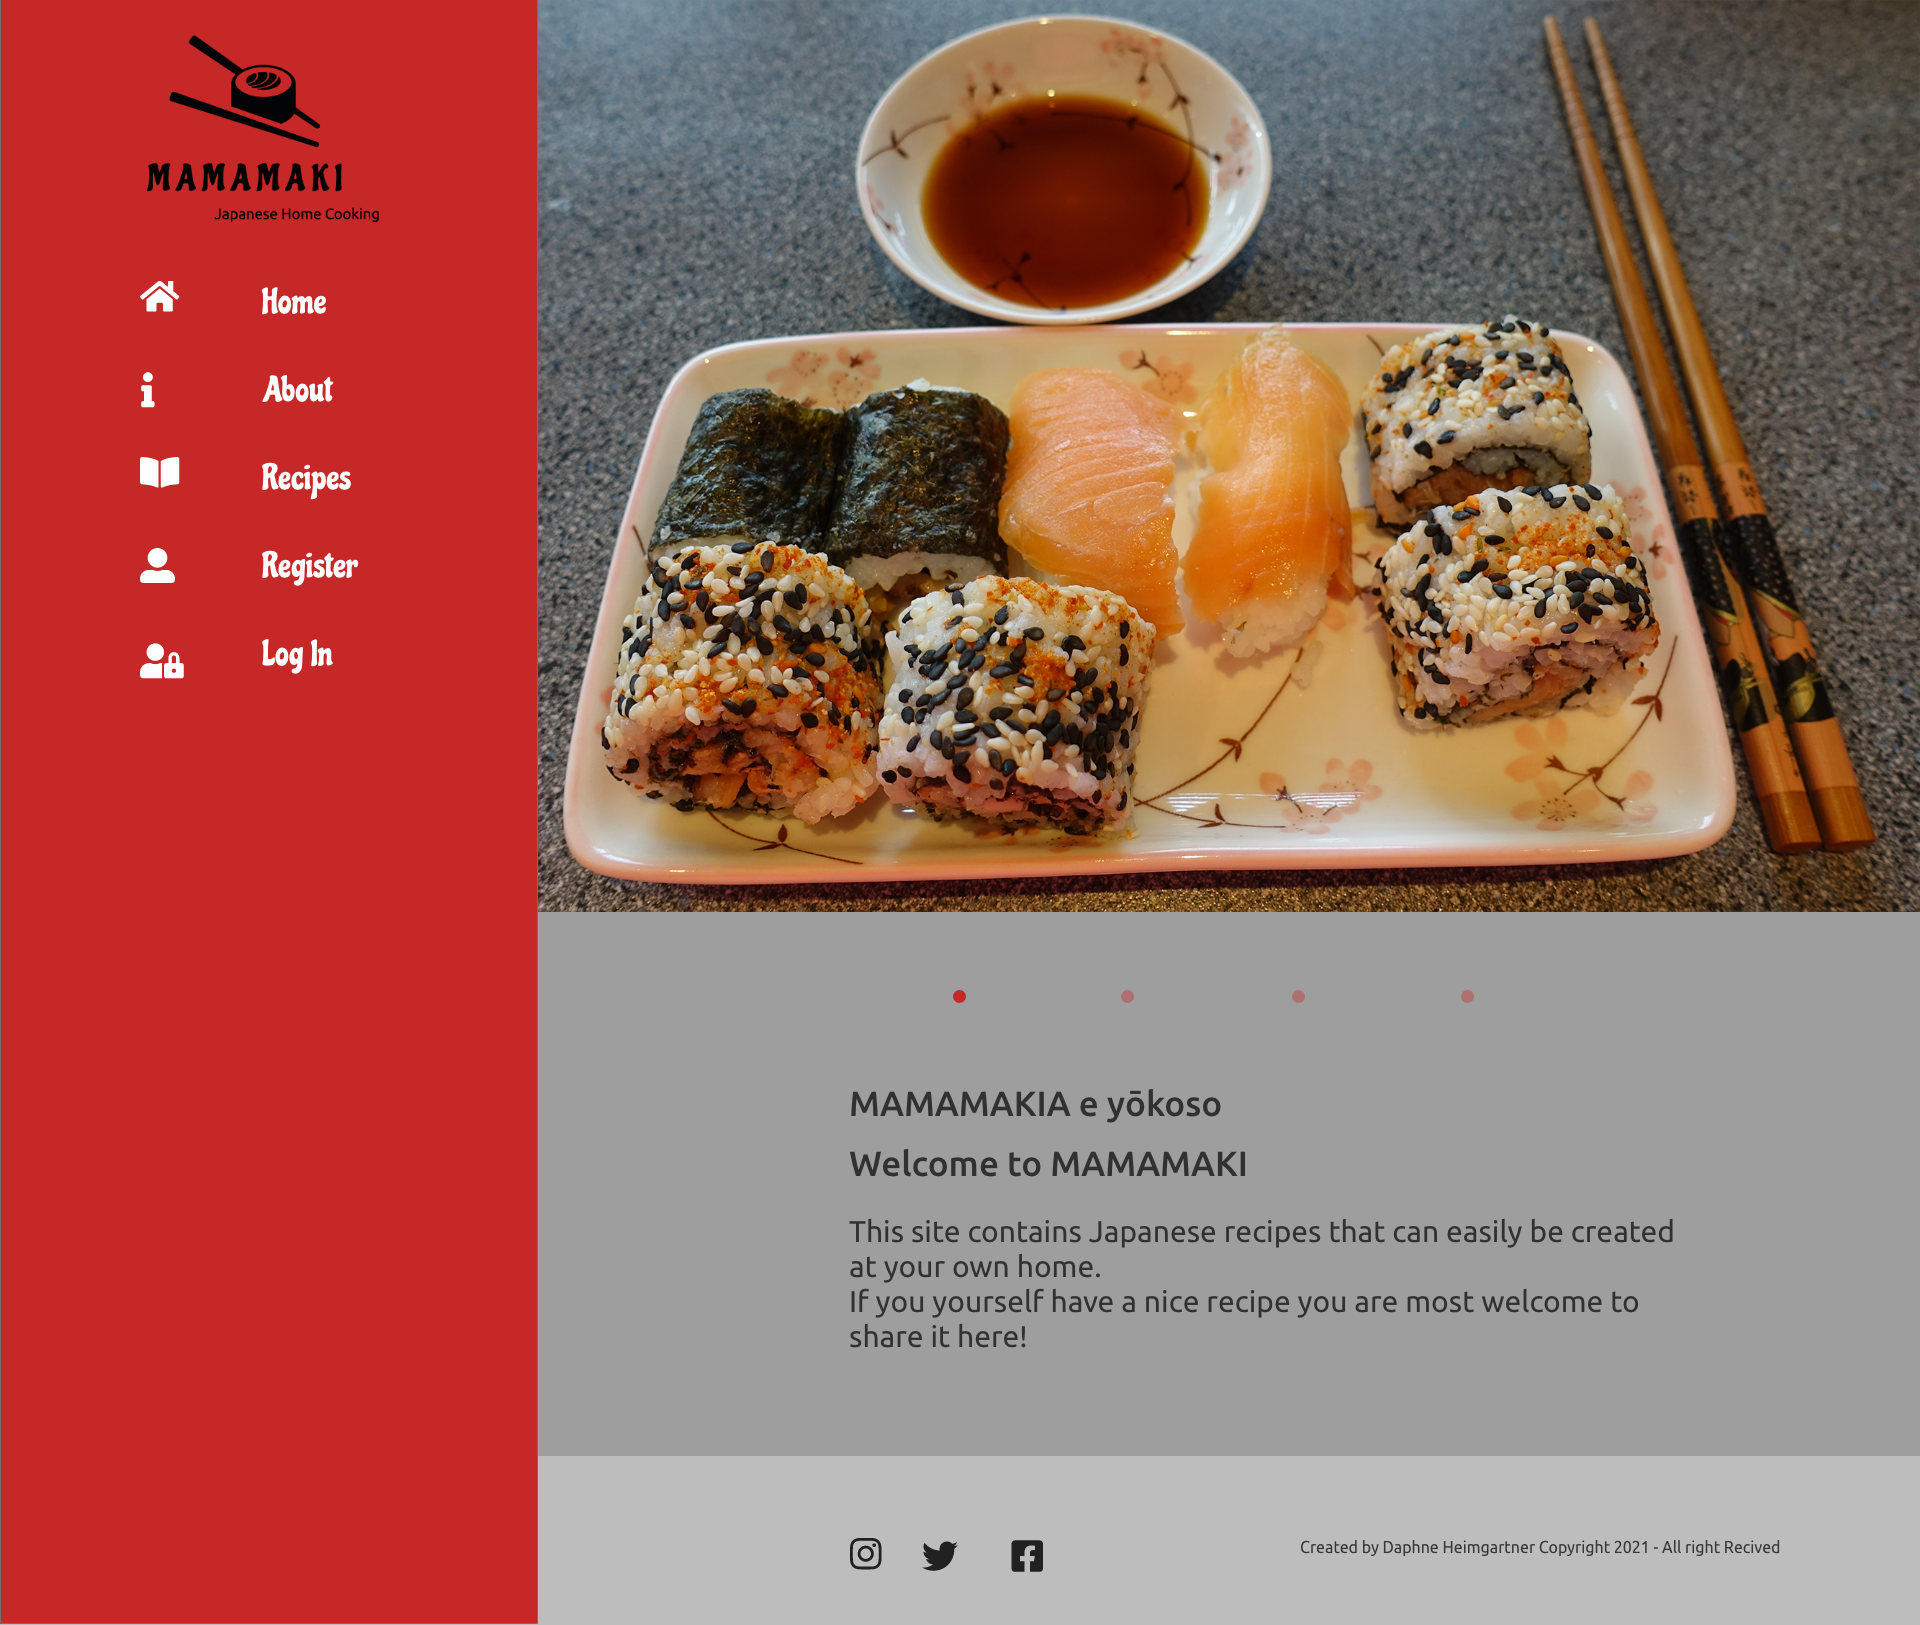 MAMAMAKI
Japanese Home Cooking
Home
About
Recipes
Register
Log In
MAMAMAKIA e yōkoso
Welcome to MAMAMAKI
This site contains Japanese recipes that can easily be created
at your own home.
If you yourself have a nice recipe you are most welcome to
share it here!
Created by Daphne Heimgartner Copyright 2021 - All right Recived